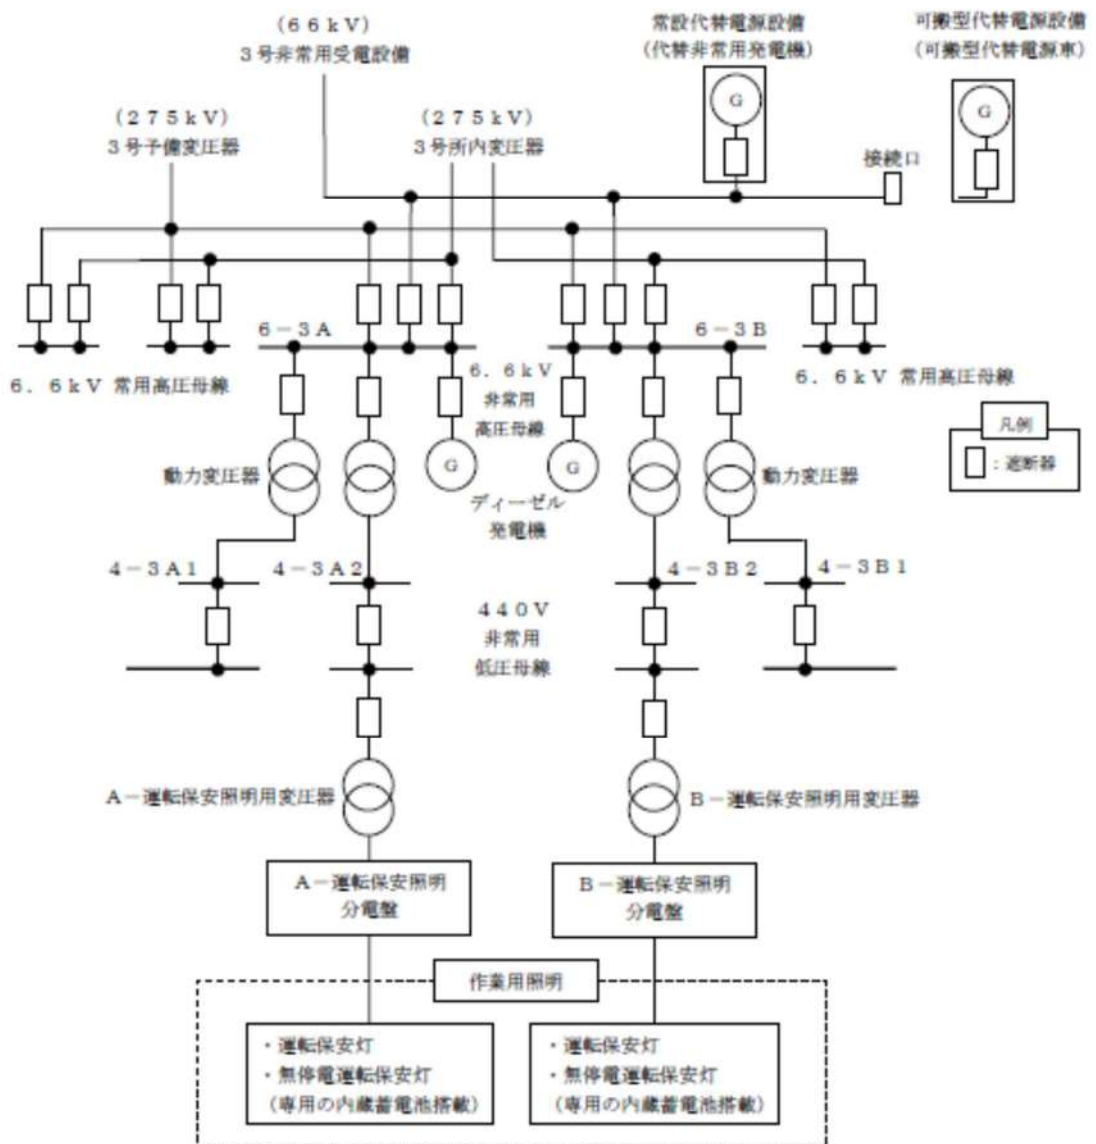 (66kV)
3号非常用受電設備
常設代替電源設備
(代替非常用発電機)
可搬型代替電源設備
(可搬型代替電源車)
G
G
(275kV)
3号予備変圧器
(275kV)
3号所内変圧器
接続口
6-3A
6-3B
6.6kV 常用高圧母線
6.6kV
非常用
高圧母線
6.6kV 常用高圧母線
凡例
:遮断器
動力変圧器
G
G
動力変圧器
ディーゼル
発電機
4-3A1
4-3A2
4-3B2
4-3B1
440V
非常用
低圧母線
A-運転保安照明用変圧器
B-運転保安照明用変圧器
A-運転保安照明
分電盤
B-運転保安照明
分電盤
作業用照明
・運転保安灯
・無停電運転保安灯
(専用の内蔵蓄電池搭載)
・運転保安灯
・無停電運転保安灯
(専用の内蔵蓄電池搭載)